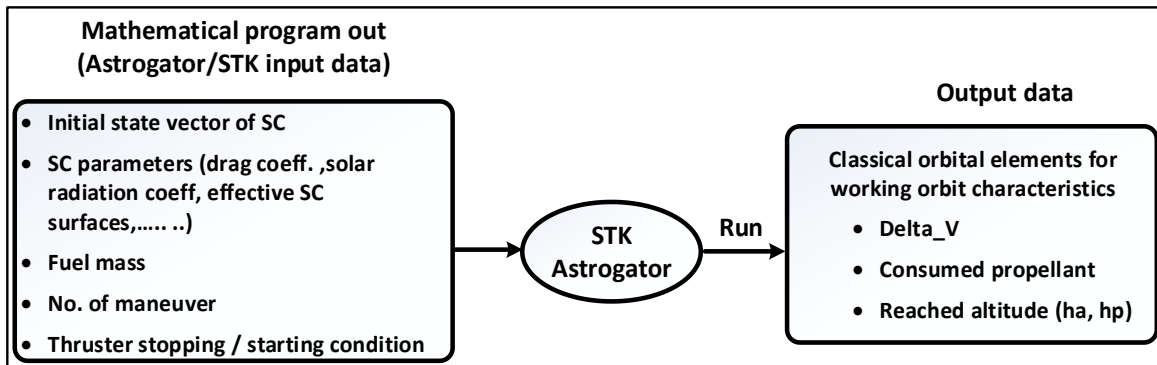 Mathematical program out
(Astrogator/STK input data)
• Initial state vector of SC
• SC parameters (drag coeff. ,solar
radiation coeff, effective SC
surfaces,….. ..)
• Fuel mass
• No. of maneuver
• Thruster stopping / starting condition
STK
Astrogator
Run
Output data
Classical orbital elements for
working orbit characteristics
• Delta_V
• Consumed propellant
• Reached altitude (ha, hp)